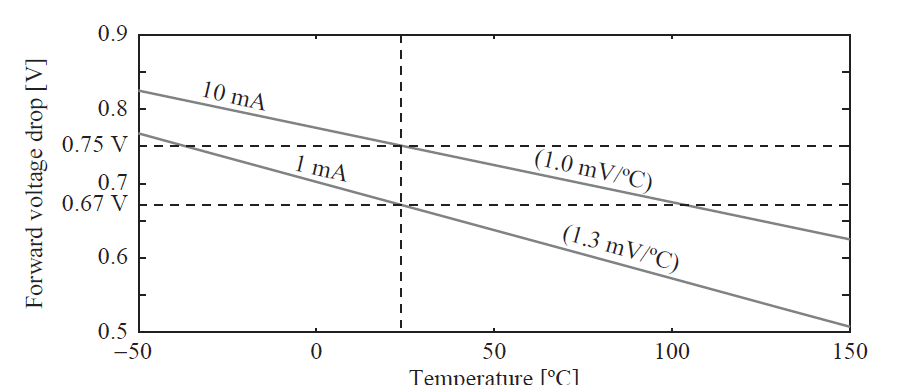 Forward voltage drop [V]
0.9
0.8
0.75 V
0.7
0.67 V
0.6
0.5
10 mA
1 mA
(1.0 mV/ºC)
(1.3 mV/ºC)
−50
0
50
100
150
Temperature [ºC]